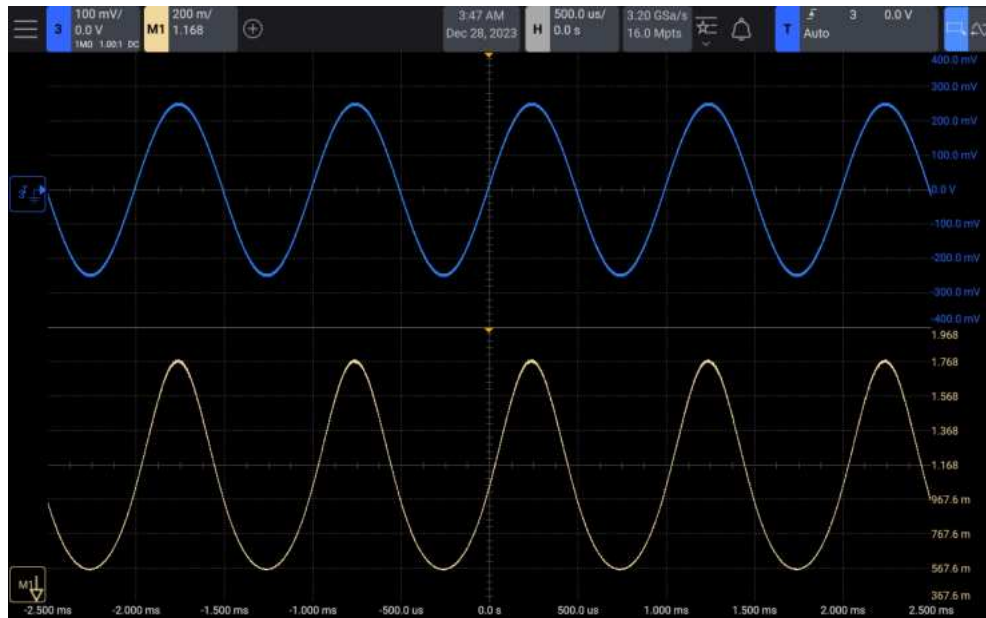 3
100 mV/
0.0 V
1MΩ 1.00:1 DC
M1
200 m/
1.168
3:47 AM
Dec 28, 2023
H
500.0 us/
0.0 s
3.20 GSa/s
16.0 Mpts
T
3 0.0 V
Auto
400.0 mV
300.0 mV
200.0 mV
100.0 mV
0.0 V
-100.0 mV
-200.0 mV
-300.0 mV
-400.0 mV
1.968
1.768
1.568
1.368
1.168
967.6 m
767.6 m
567.6 m
367.6 m
M1
-2.500 ms -2.000 ms -1.500 ms -1.000 ms -500.0 us 0.0 s 500.0 us 1.000 ms 1.500 ms 2.000 ms 2.500 ms